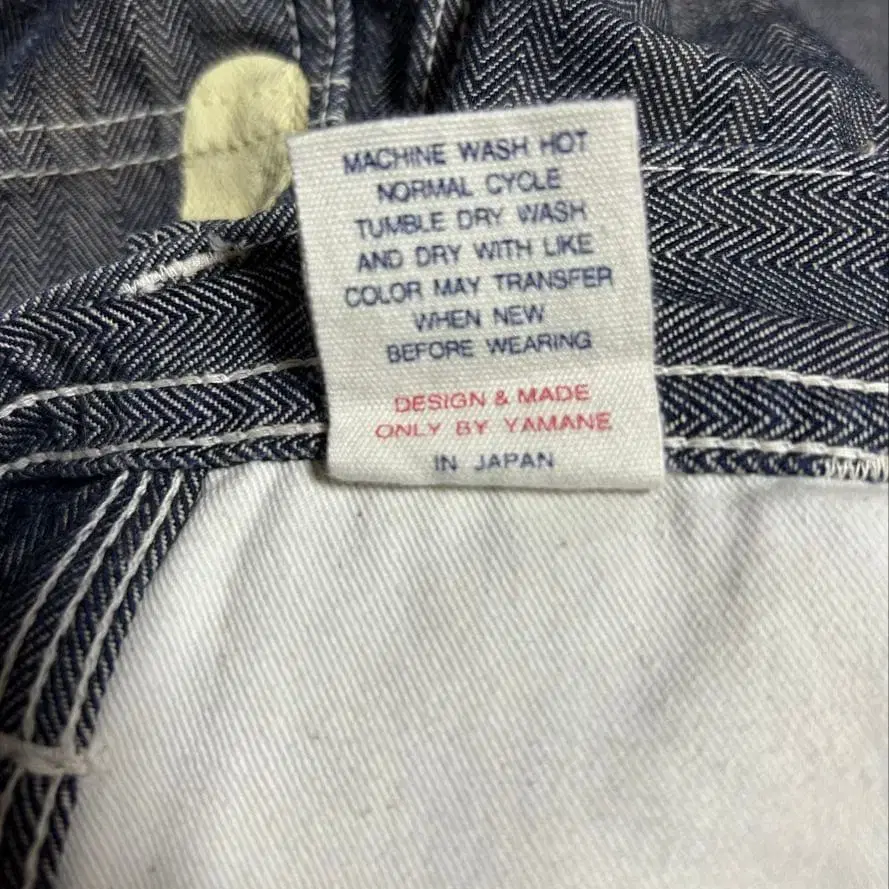 MACHINE WASH HOT
NORMAL CYCLE
TUMBLE DRY WASH
AND DRY WITH LIKE
COLOR MAY TRANSFER
WHEN NEW
BEFORE WEARING
DESIGN & MADE
ONLY BY YAMANE
IN JAPAN